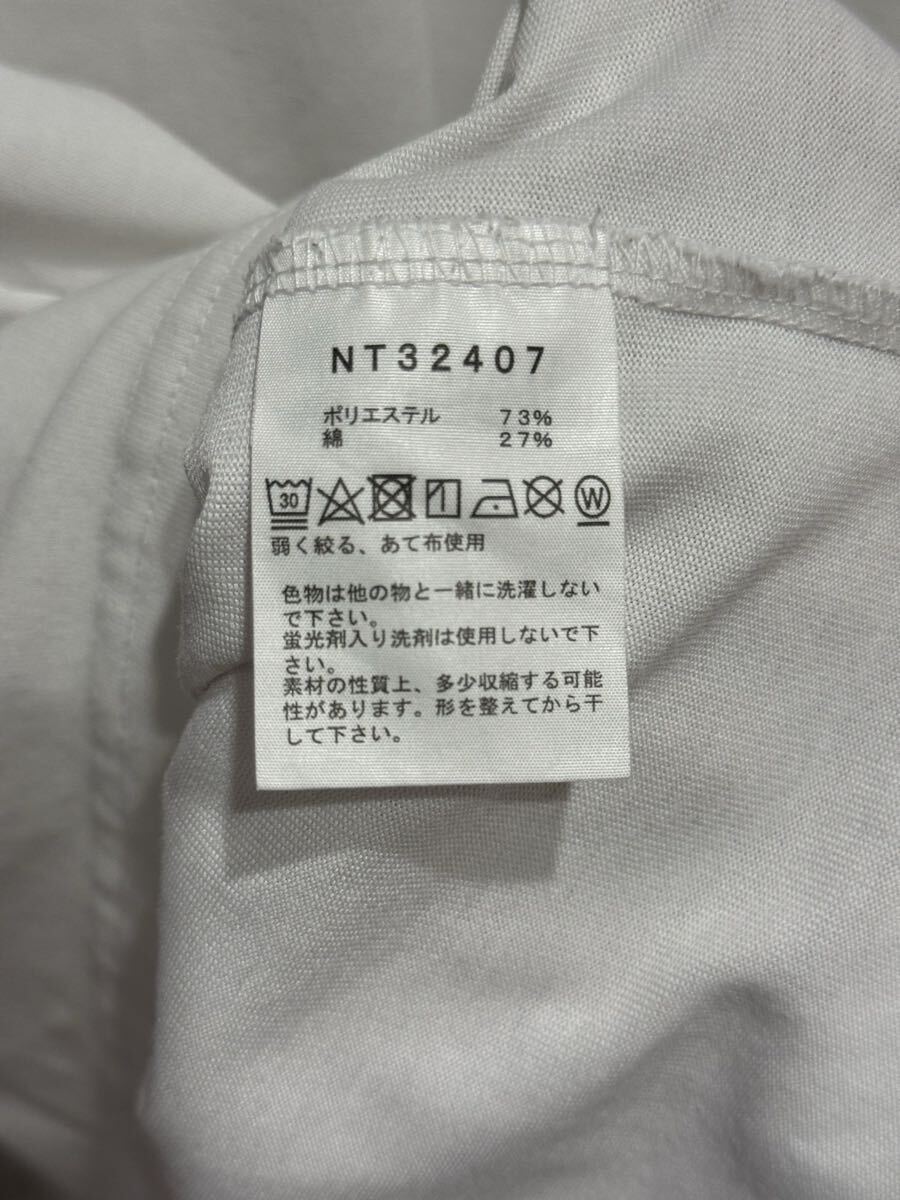 NT32407
ポリエステル 73%
綿 27%
30 W
弱く絞る、あて布使用
色物は他の物と一緒に洗濯しない
で下さい。
蛍光剤入り洗剤は使用しないで下
さい。
素材の性質上、多少収縮する可能
性があります。形を整えてから干
して下さい。